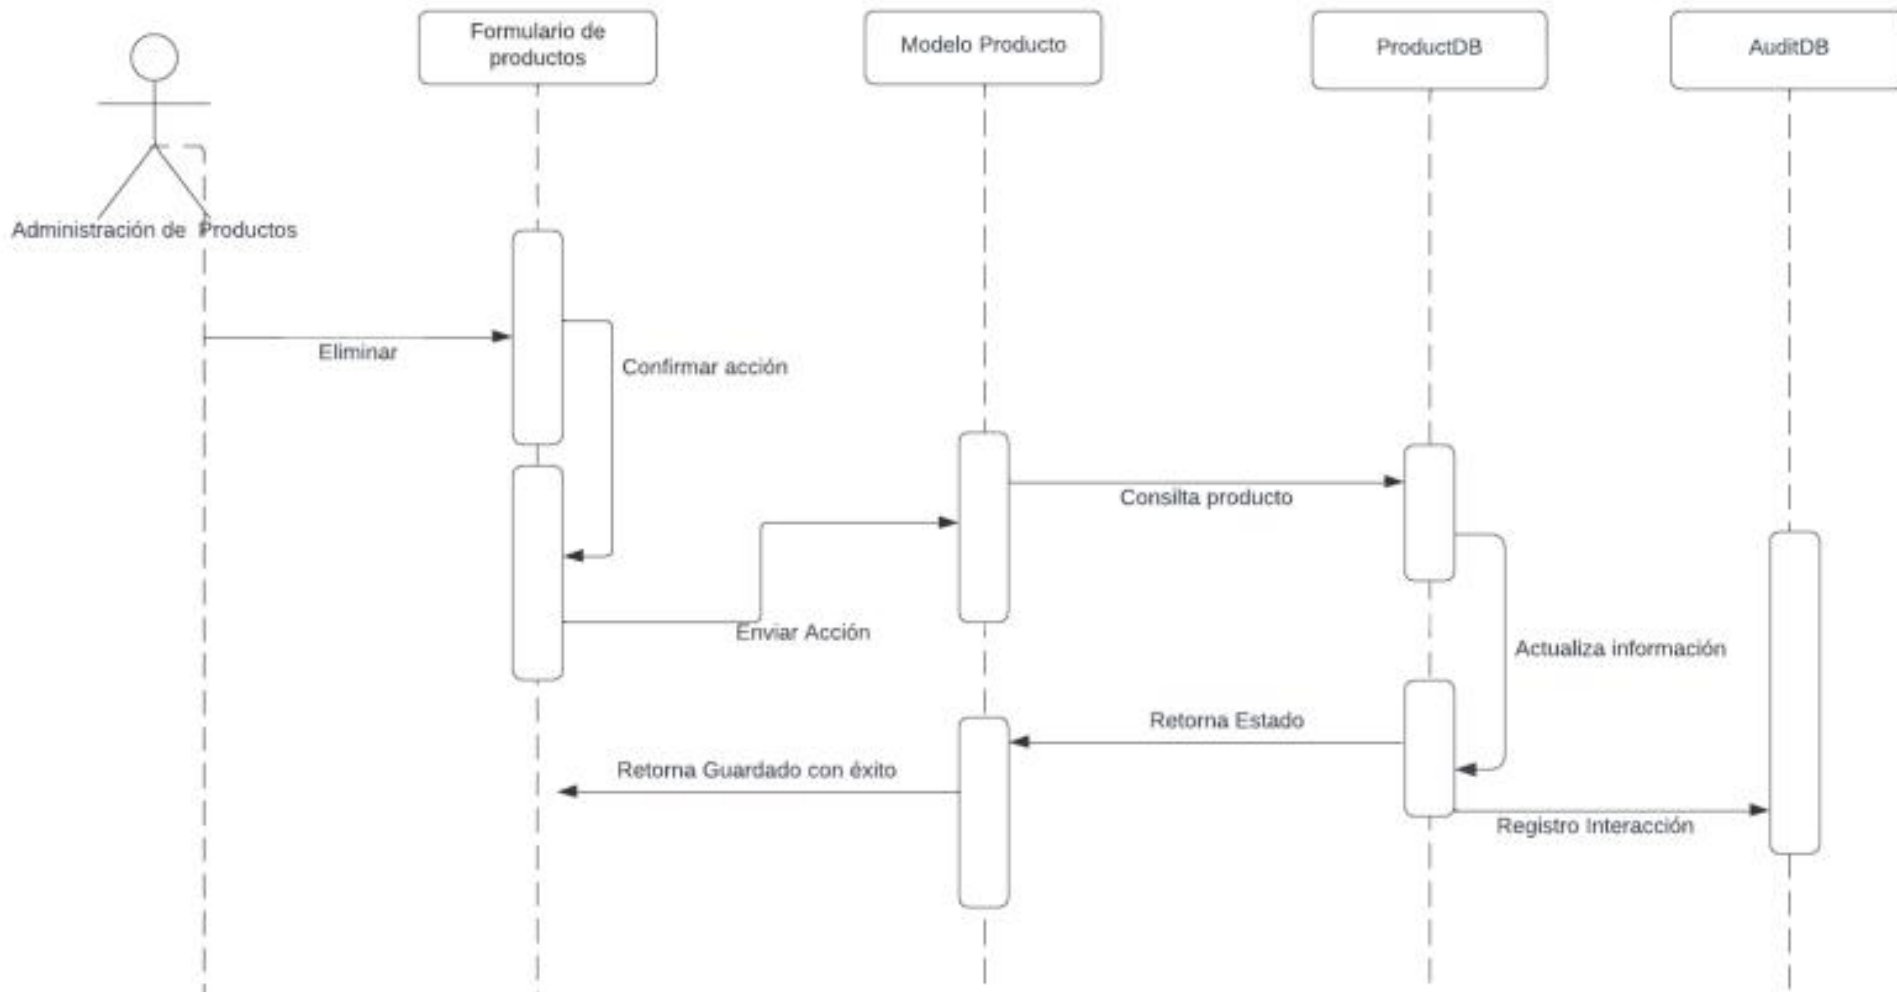 Formulario de
productos
Modelo Producto
ProductDB
AuditDB
Administración de Productos
Eliminar
Confirmar acción
Consilta producto
Enviar Acción
Actualiza información
Retorna Estado
Retorna Guardado con éxito
Registro Interacción